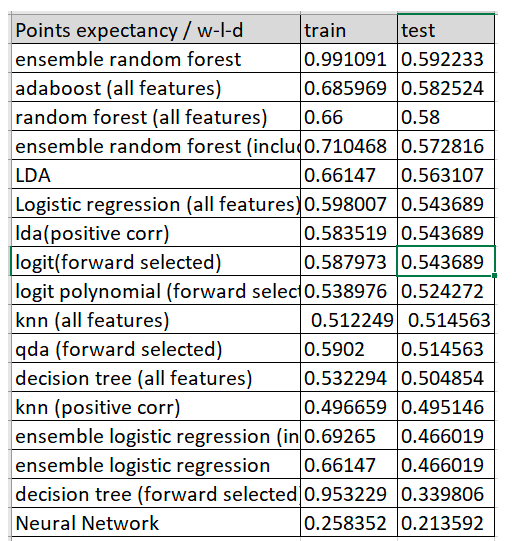 Points expectancy / w-l-d train test
ensemble random forest 0.991091 0.592233
adaboost (all features) 0.685969 0.582524
random forest (all features) 0.66 0.58
ensemble random forest (inclu 0.710468 0.572816
LDA 0.66147 0.563107
Logistic regression (all features) 0.598007 0.543689
lda(positive corr) 0.583519 0.543689
logit(forward selected) 0.587973 0.543689
logit polynomial (forward select 0.538976 0.524272
knn (all features) 0.512249 0.514563
qda (forward selected) 0.5902 0.514563
decision tree (all features) 0.532294 0.504854
knn (positive corr) 0.496659 0.495146
ensemble logistic regression (in 0.69265 0.466019
ensemble logistic regression 0.66147 0.466019
decision tree (forward selected 0.953229 0.339806
Neural Network 0.258352 0.213592